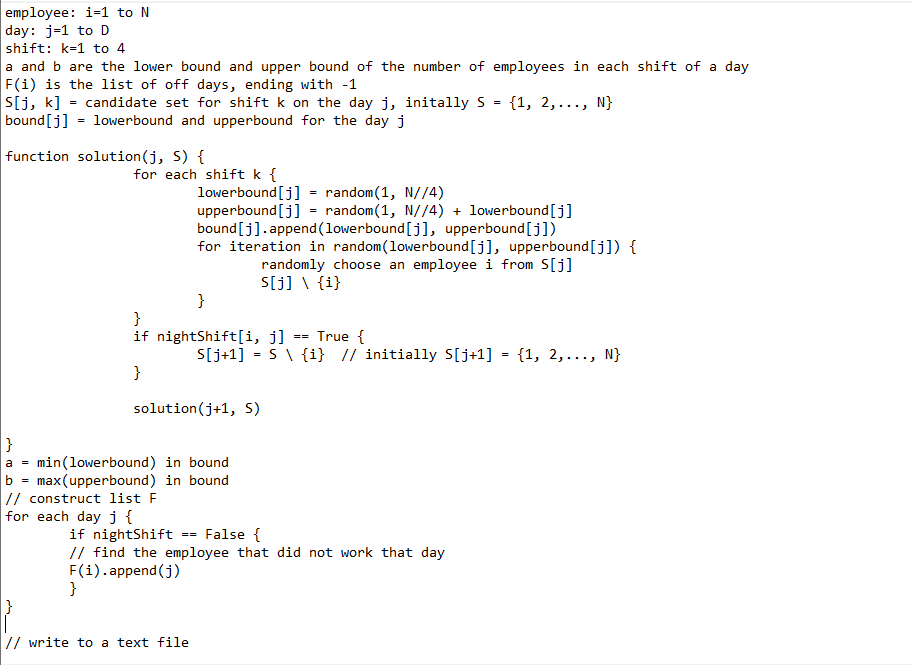 employee: i=1 to N
day: j=1 to D
shift: k=1 to 4
a and b are the lower bound and upper bound of the number of employees in each shift of a day
F(i) is the list of off days, ending with -1
S[j, k] = candidate set for shift k on the day j, initally S = {1, 2,..., N}
bound[j] = lowerbound and upperbound for the day j

function solution(j, S) {
for each shift k {
lowerbound[j] = random(1, N//4)
upperbound[j] = random(1, N//4) + lowerbound[j]
bound[j].append(lowerbound[j], upperbound[j])
for iteration in random(lowerbound[j], upperbound[j]) {
randomly choose an employee i from S[j]
S[j] \ {i}
}
}
if nightShift[i, j] == True {
S[j+1] = S \ {i}  // initially S[j+1] = {1, 2,..., N}
}

solution(j+1, S)

}
a = min(lowerbound) in bound
b = max(upperbound) in bound
// construct list F
for each day j {
if nightShift == False {
// find the employee that did not work that day
F(i).append(j)
}
}

// write to a text file